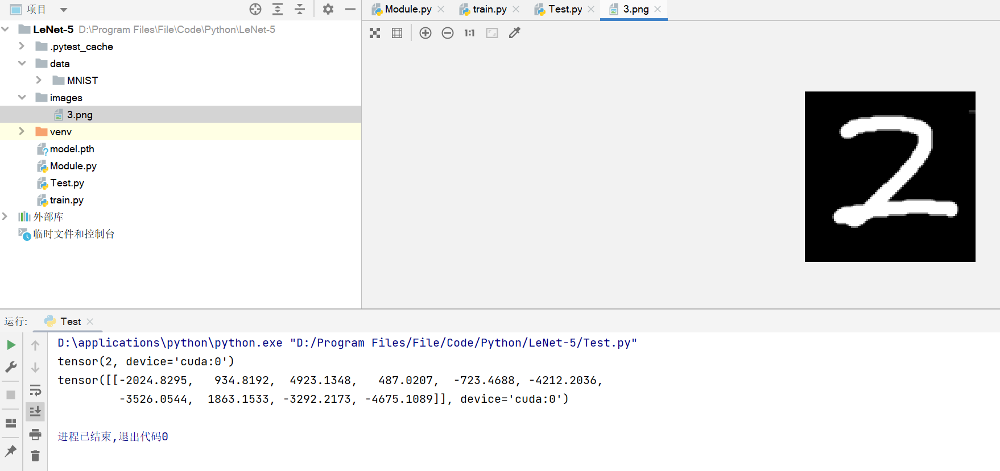 项目
LeNet-5 D:\Program Files\File\Code\Python\LeNet-5
.pytest_cache
data
MNIST
images
3.png
venv
model.pth
Module.py
Test.py
train.py
外部库
临时文件和控制台
Module.py train.py Test.py 3.png
1:1
2
运行: Test
D:\applications\python\python.exe "D:/Program Files/File/Code/Python/LeNet-5/Test.py"
tensor(2, device='cuda:0')
tensor([[-2024.8295, 934.8192, 4923.1348, 487.0207, -723.4688, -4212.2036,
-3526.0544, 1863.1533, -3292.2173, -4675.1089]], device='cuda:0')
进程已结束,退出代码0